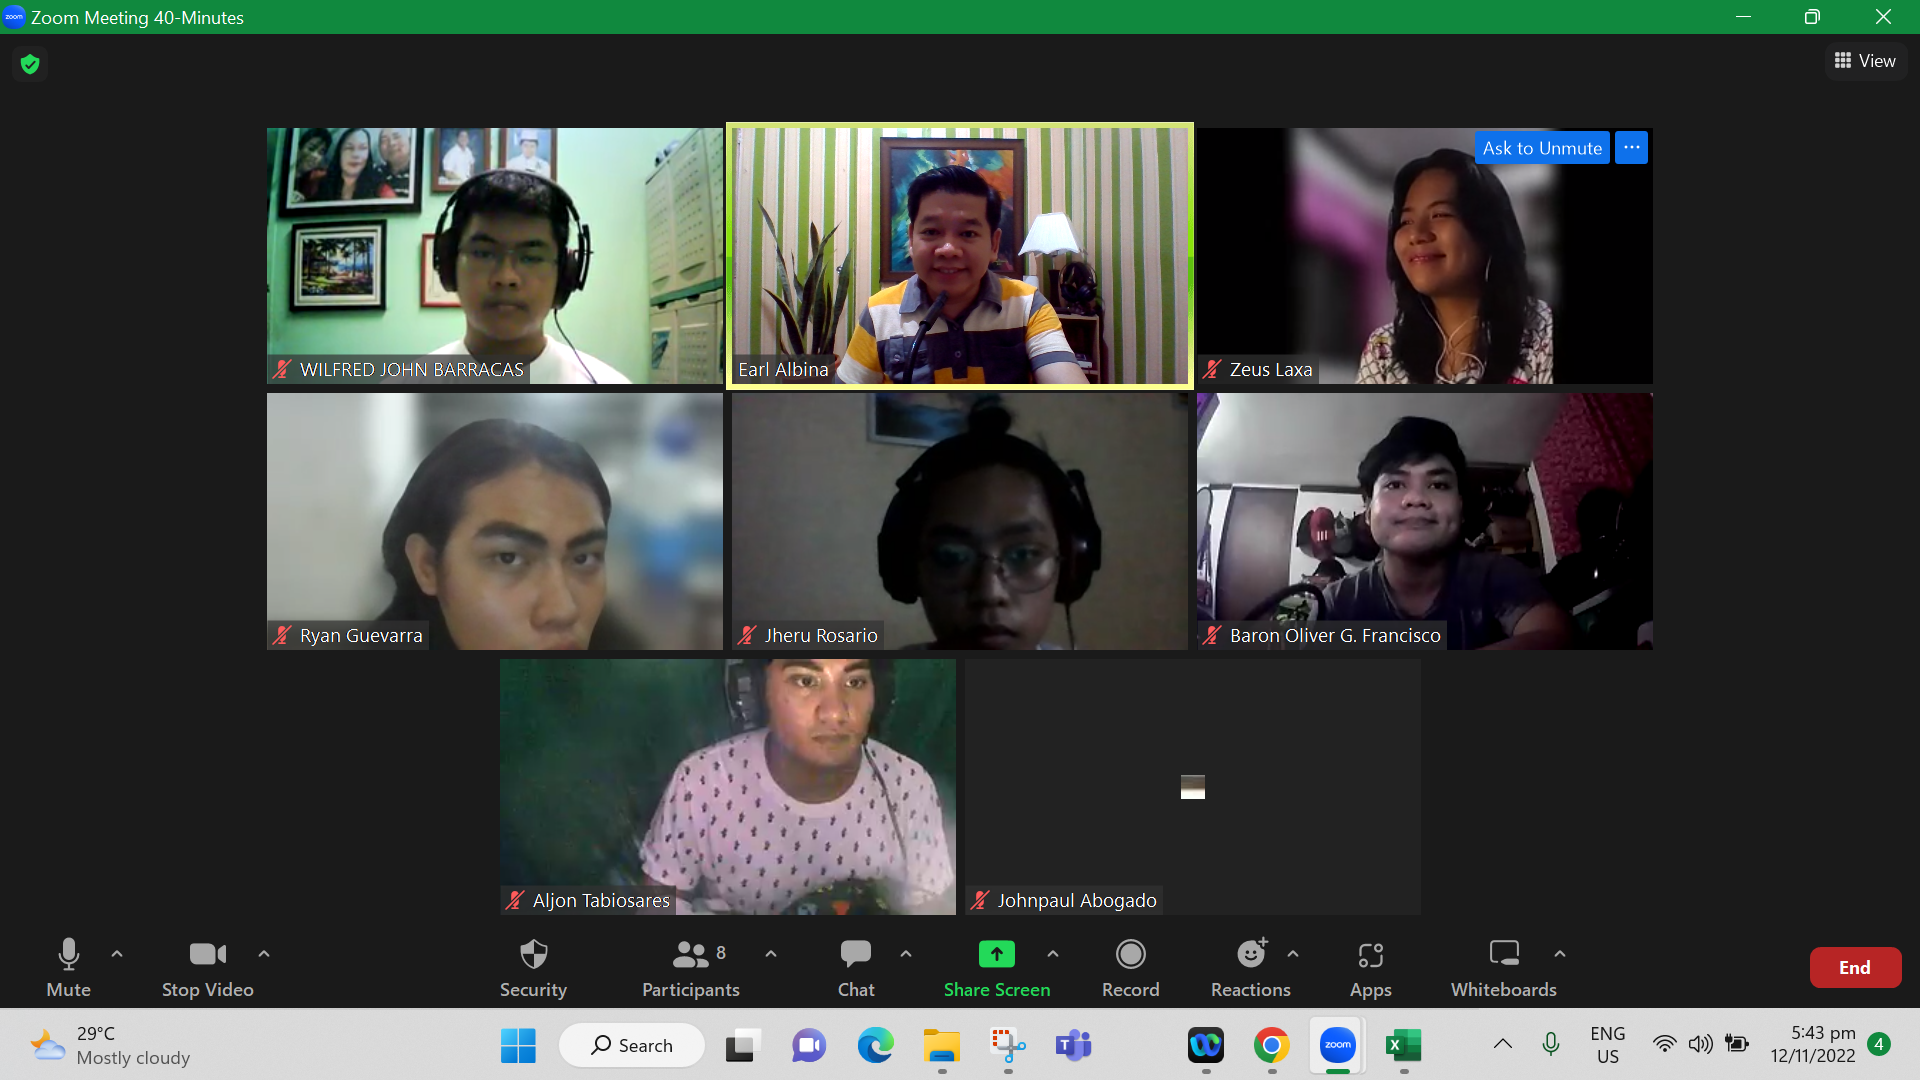 zoom Zoom Meeting 40-Minutes
View
Ask to Unmute
WILFRED JOHN BARRACAS
Earl Albina
Zeus Laxa
Ryan Guevarra
Jheru Rosario
Baron Oliver G. Francisco
Aljon Tabiosares
Johnpaul Abogado
8
Mute
Stop Video
Security
Participants
Chat
Share Screen
Record
Reactions
Apps
Whiteboards
End
29°C
Mostly cloudy
Search
T
zoom
X
ENG
US
5:43 pm
12/11/2022
4